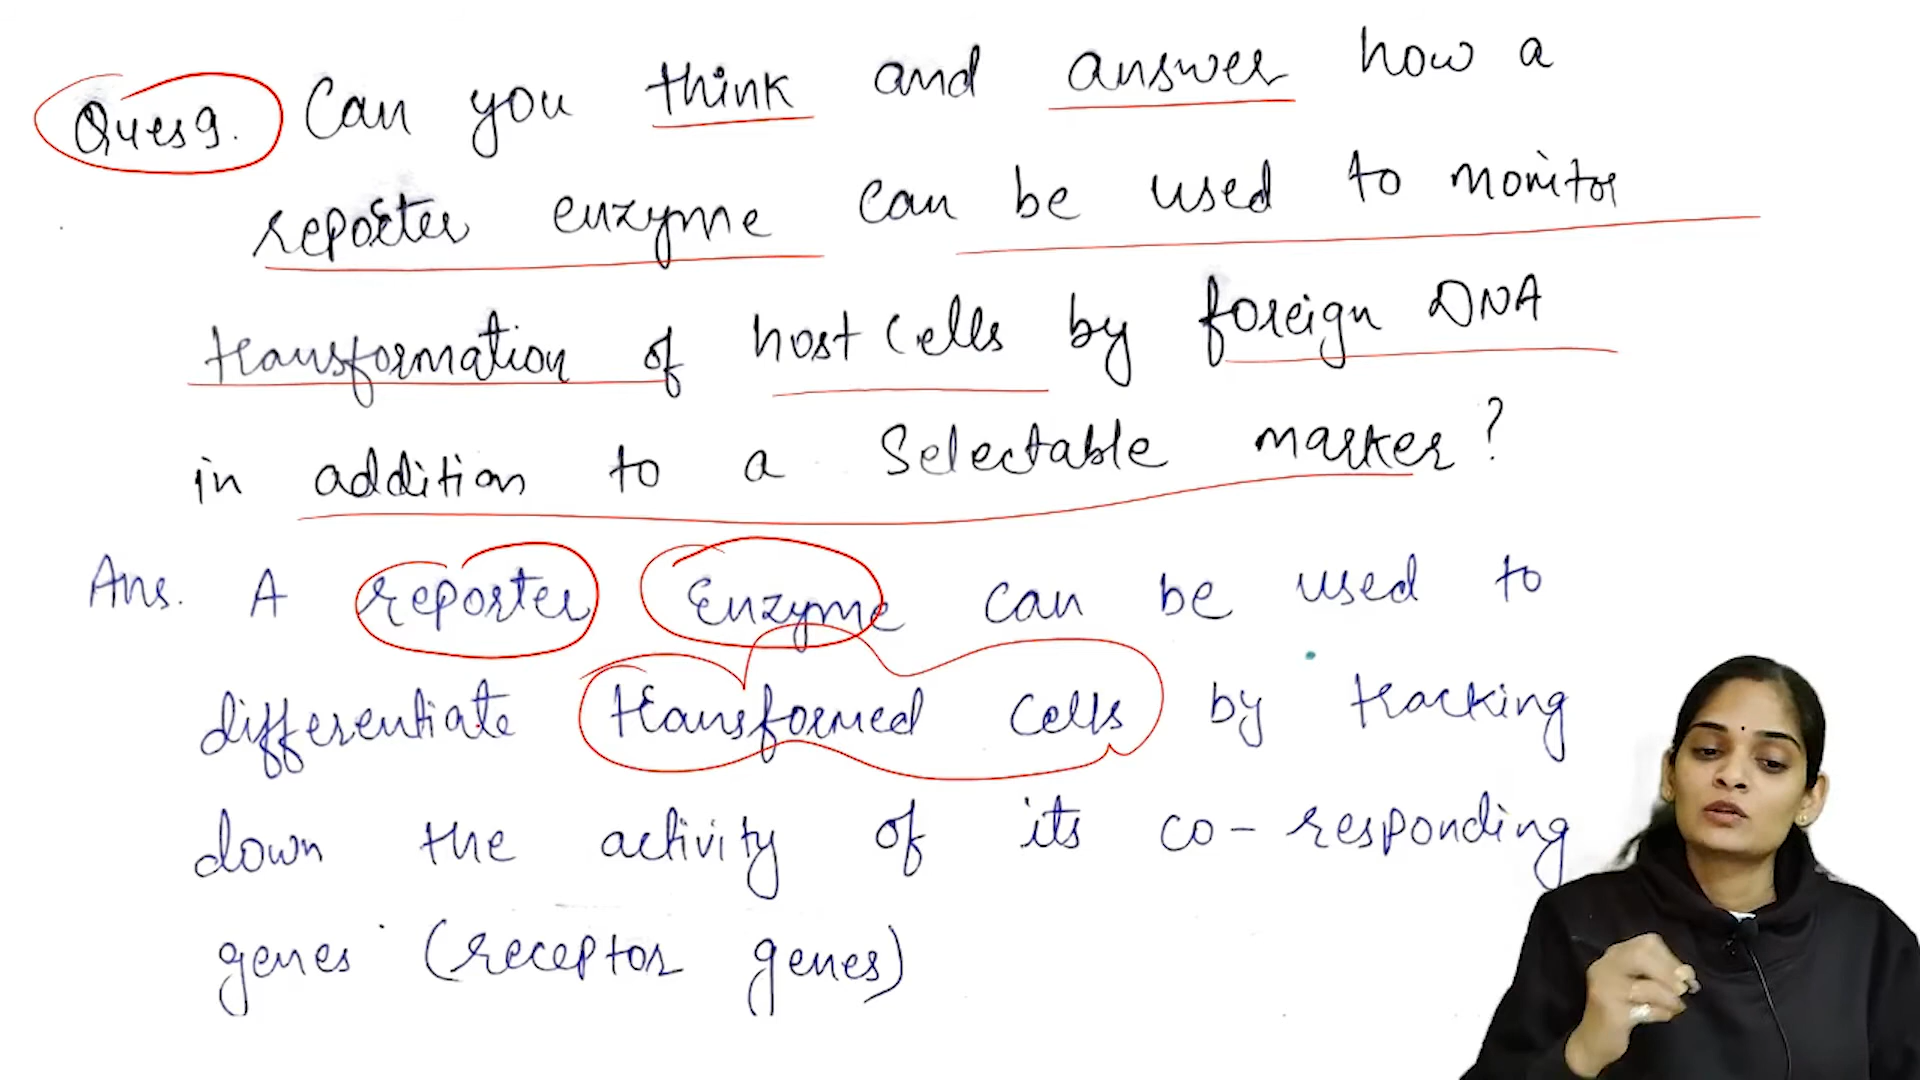 Ques 9. Can you think and answer how a
reporter enzyme can be used to monitor
transformation of host cells by foreign DNA
in addition to a selectable marker?
Ans. A reporter Enzyme can be used to
differentiate transformed cells by tracking
down the activity of its co-responding
genes (receptor genes)